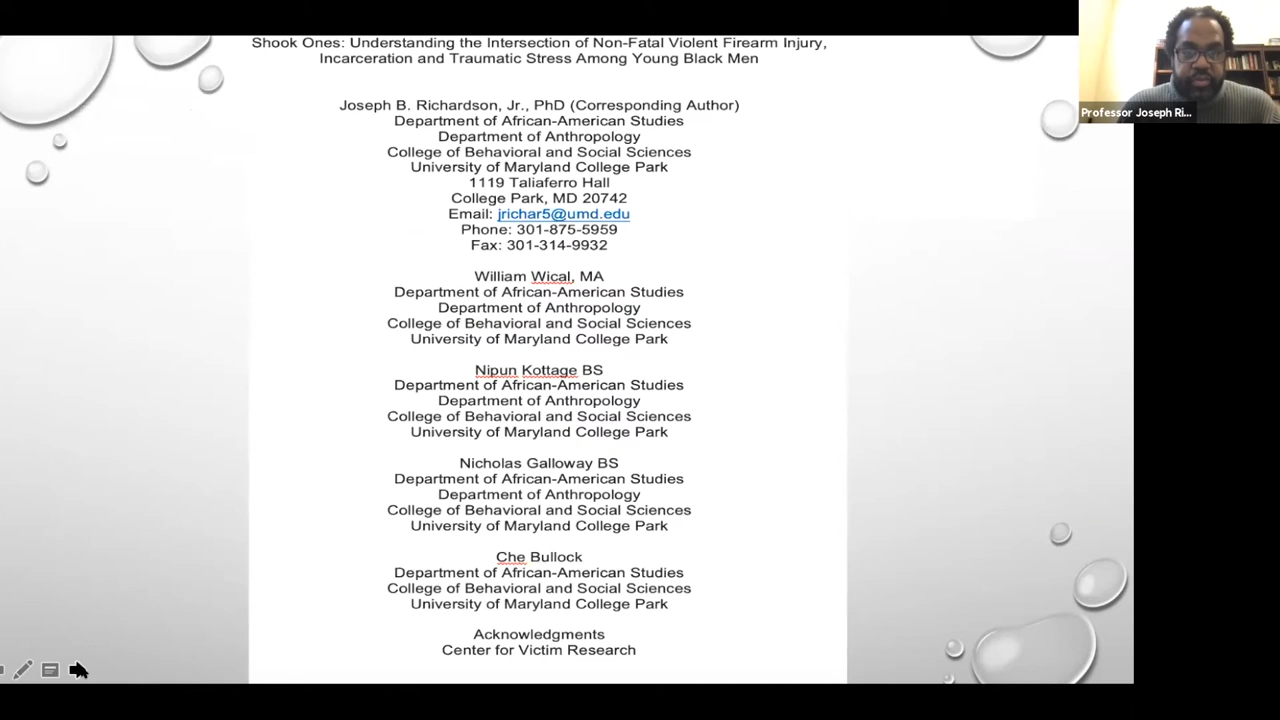 Shook Ones: Understanding the Intersection of Non-Fatal Violent Firearm Injury,
Incarceration and Traumatic Stress Among Young Black Men
Joseph B. Richardson, Jr., PhD (Corresponding Author)
Department of African-American Studies
Department of Anthropology
College of Behavioral and Social Sciences
University of Maryland College Park
1119 Taliaferro Hall
College Park, MD 20742
Email: jrichar5@umd.edu
Phone: 301-875-5959
Fax: 301-314-9932
William Wical, MA
Department of African-American Studies
Department of Anthropology
College of Behavioral and Social Sciences
University of Maryland College Park
Nipun Kottage BS
Department of African-American Studies
Department of Anthropology
College of Behavioral and Social Sciences
University of Maryland College Park
Nicholas Galloway BS
Department of African-American Studies
Department of Anthropology
College of Behavioral and Social Sciences
University of Maryland College Park
Che Bullock
Department of African-American Studies
College of Behavioral and Social Sciences
University of Maryland College Park
Acknowledgments
Center for Victim Research
Professor Joseph Ri...